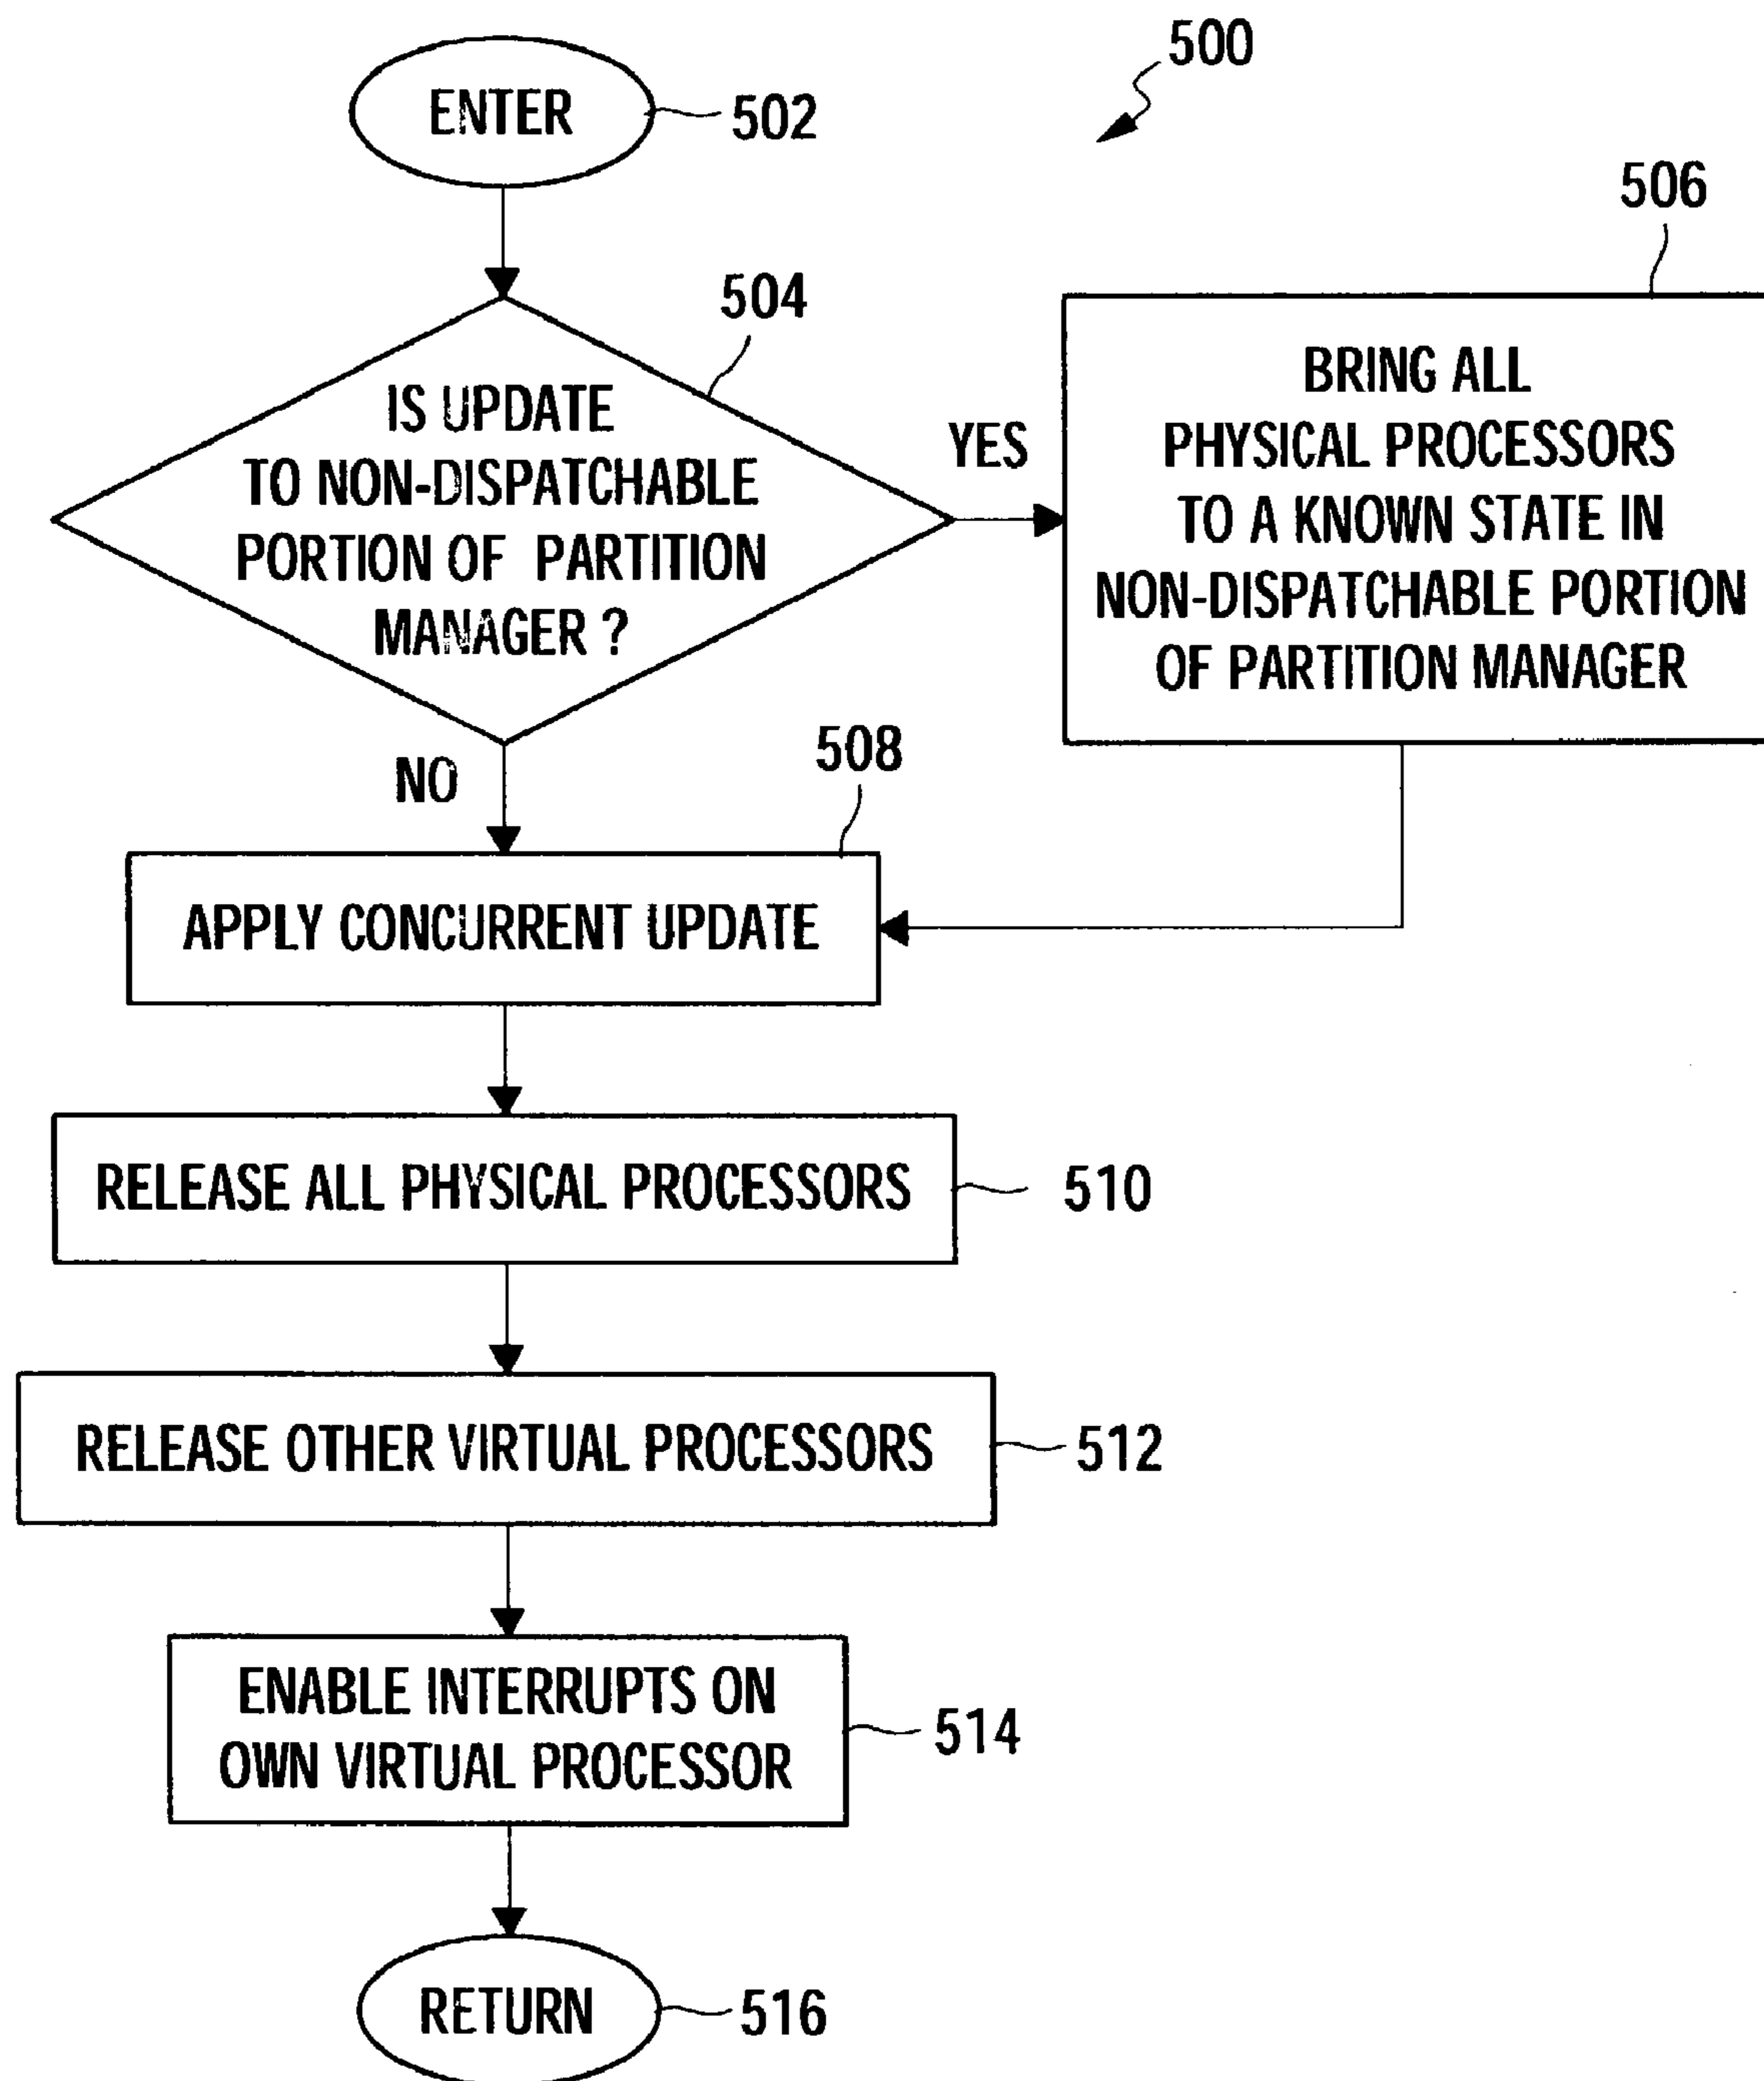 500
ENTER
502
504
IS UPDATE
TO NON-DISPATCHABLE
PORTION OF PARTITION
MANAGER ?
YES
506
BRING ALL
PHYSICAL PROCESSORS
TO A KNOWN STATE IN
NON-DISPATCHABLE PORTION
OF PARTITION MANAGER
NO
508
APPLY CONCURRENT UPDATE
RELEASE ALL PHYSICAL PROCESSORS
510
RELEASE OTHER VIRTUAL PROCESSORS
512
ENABLE INTERRUPTS ON
OWN VIRTUAL PROCESSOR
514
RETURN
516